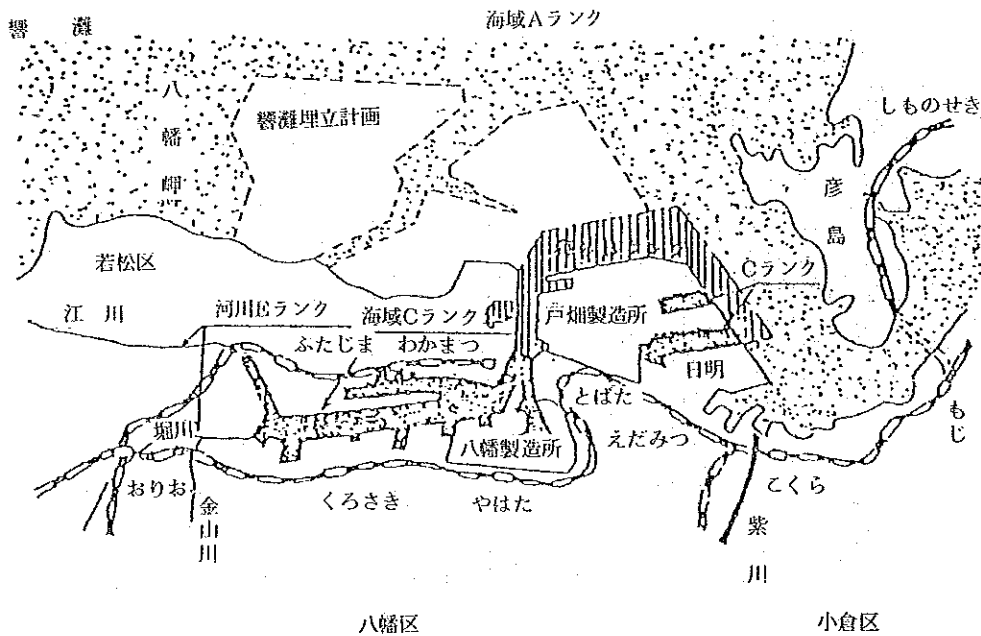 響灘
海域Aランク
しものせき
八幡岬
響灘埋立計画
彦島
若松区
Cランク
江川
河川Eランク
海域Cランク
戸畑製造所
ふたじま
わかまつ
日明
とばた
もじ
堀川
八幡製造所
えだみつ
おりお
くろさき
やはた
こくら
金山川
紫川
八幡区
小倉区